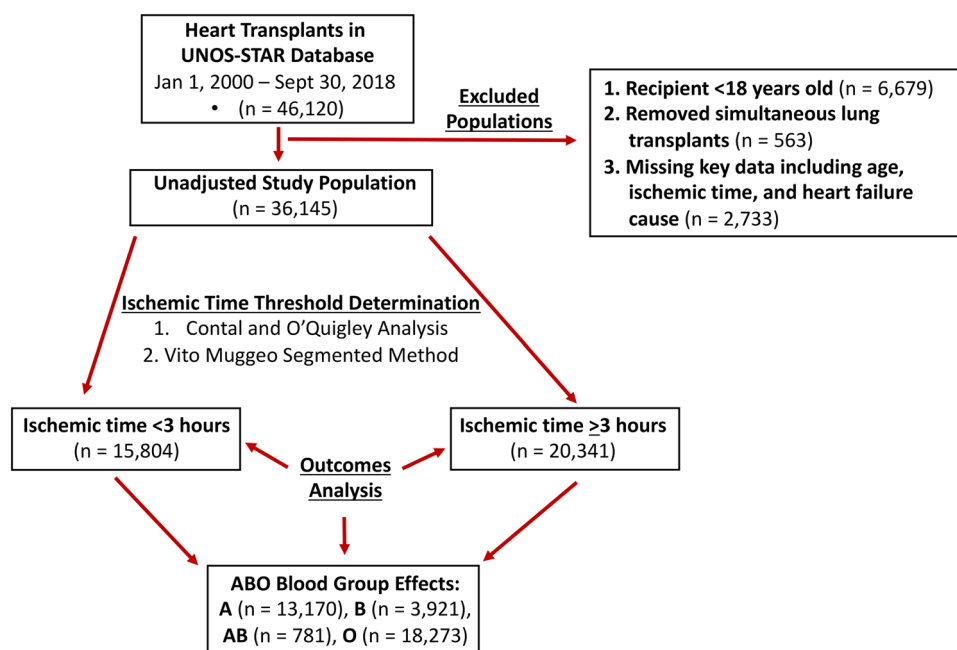 Heart Transplants in
UNOS-STAR Database
Jan 1, 2000 – Sept 30, 2018
• (n = 46,120)
Excluded
Populations
1. Recipient <18 years old (n = 6,679)
2. Removed simultaneous lung
transplants (n = 563)
3. Missing key data including age,
ischemic time, and heart failure
cause (n = 2,733)
Unadjusted Study Population
(n = 36,145)
Ischemic Time Threshold Determination
1. Contal and O’Quigley Analysis
2. Vito Muggeo Segmented Method
Ischemic time <3 hours
(n = 15,804)
Ischemic time ≥3 hours
(n = 20,341)
Outcomes
Analysis
ABO Blood Group Effects:
A (n = 13,170), B (n = 3,921),
AB (n = 781), O (n = 18,273)